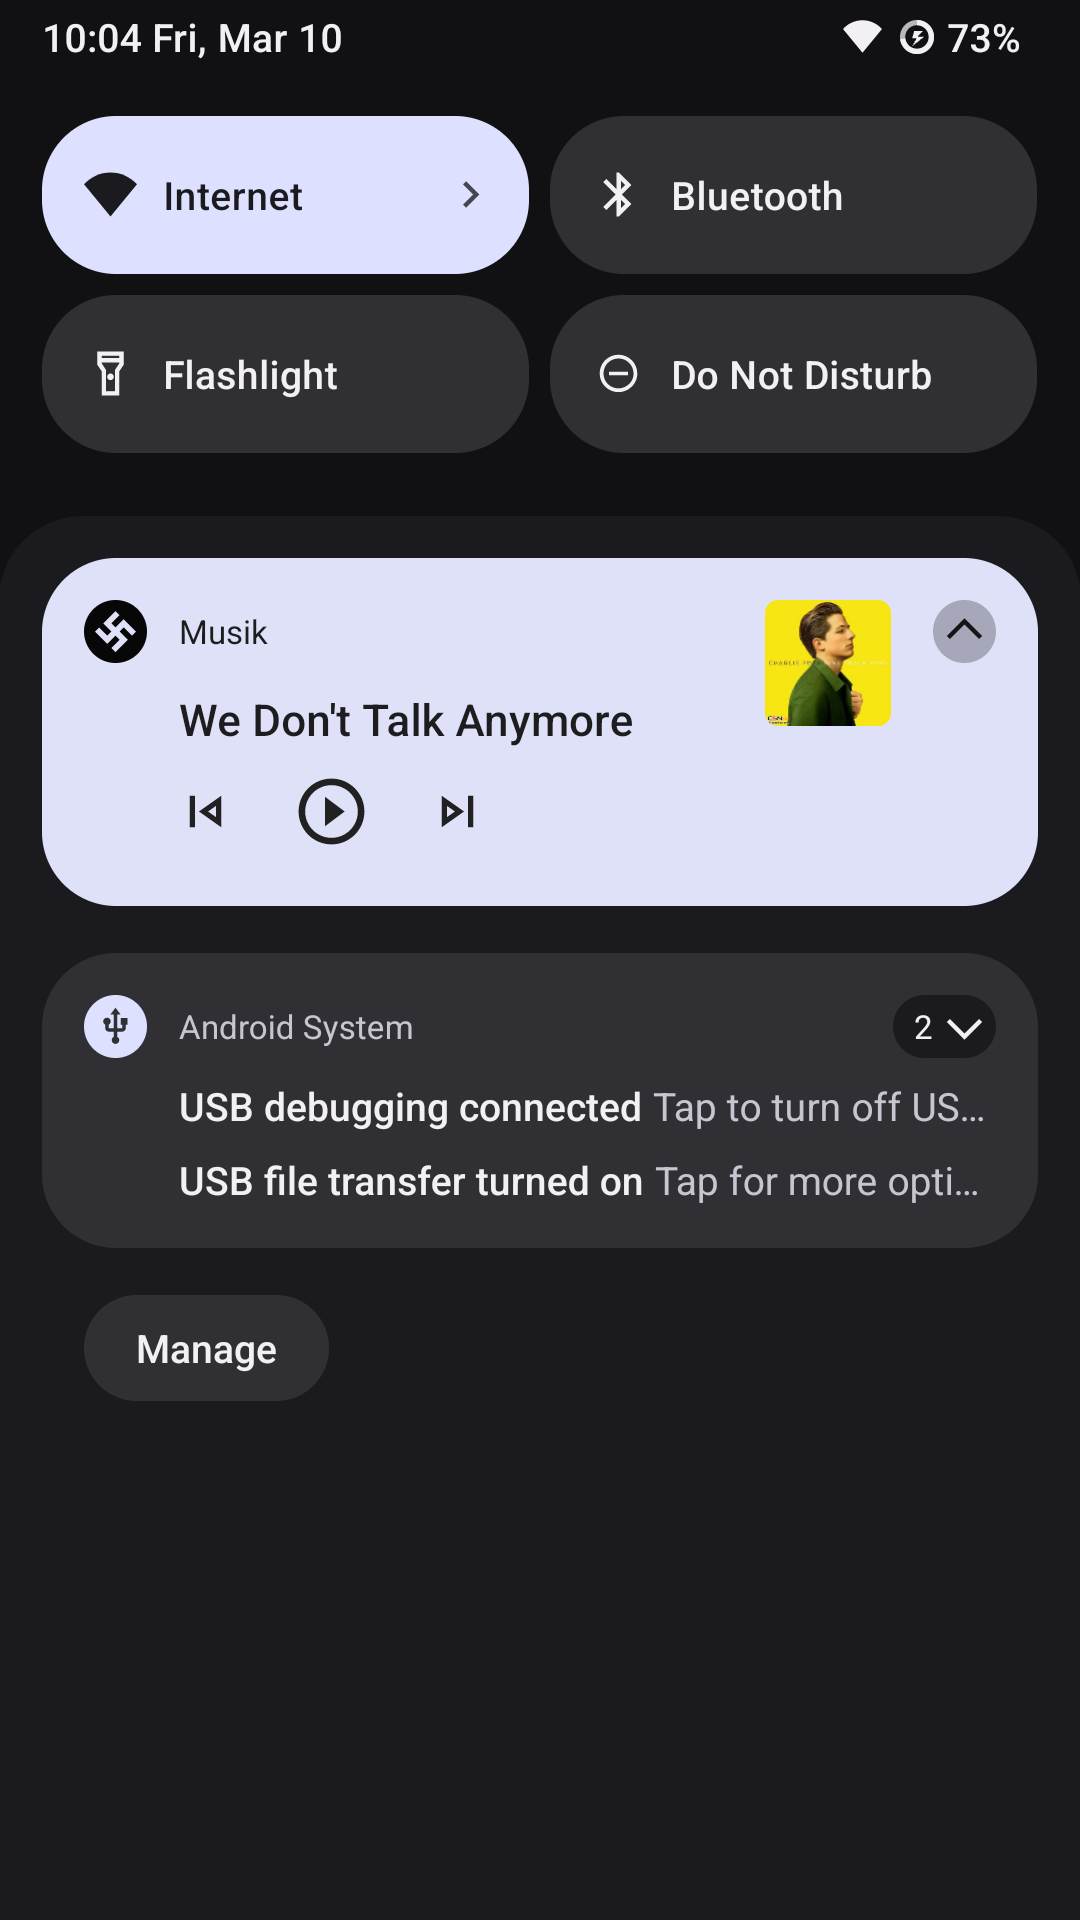 10:04 Fri, Mar 10
73%
Internet
Bluetooth
Flashlight
Do Not Disturb
Musik
We Don't Talk Anymore
Android System
2
USB debugging connected Tap to turn off US…
USB file transfer turned on Tap for more opti…
Manage